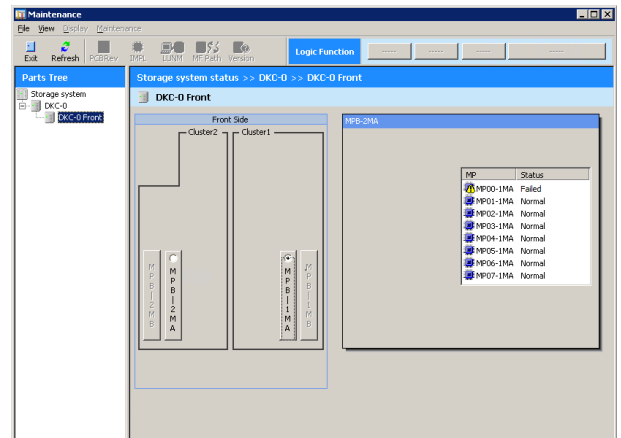 Maintenance
File View Display Maintenance
Exit Refresh PCBRev IMPL LUNM MF Path Version
Logic Function ----- ----- ----- -----
Parts Tree
Storage system status >> DKC-0 >> DKC-0 Front
Storage system
DKC-0
DKC-0 Front
DKC-0 Front
Front Side
Cluster2 Cluster1
MPB-2MA
MP Status
MP00-1MA Failed
MP01-1MA Normal
MP02-1MA Normal
MP03-1MA Normal
MP04-1MA Normal
MP05-1MA Normal
MP06-1MA Normal
MP07-1MA Normal
MPB|2MB
MPB|2MA
MPB|1MA
MPB|1MB